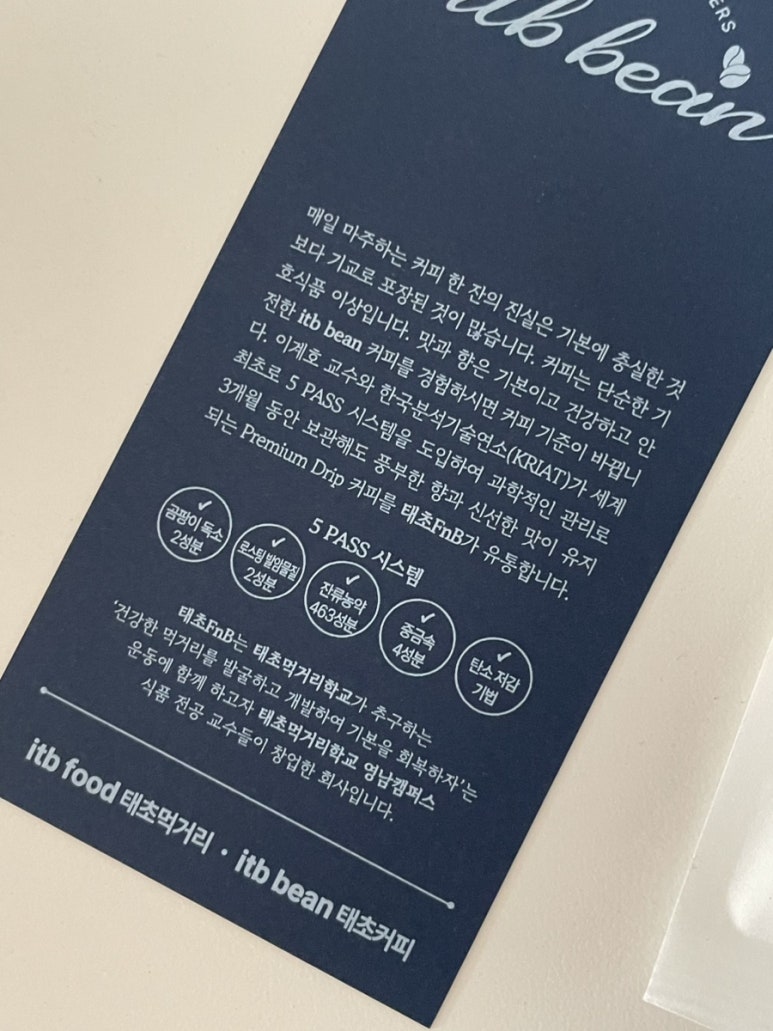 ERS
itb bean
매일 마주하는 커피 한 잔의 진실은 기본에 충실한 것
보다 기교로 포장된 것이 많습니다. 커피는 단순한 기
호식품 이상입니다. 맛과 향은 기본이고 건강하고 안
전한 itb bean 커피를 경험하시면 커피 기준이 바뀝니
다. 이계호 교수와 한국분석기술연소(KRIAT)가 세계
최초로 5 PASS 시스템을 도입하여 과학적인 관리로
3개월 동안 보관해도 풍부한 향과 신선한 맛이 유지
되는 Premium Drip 커피를 태초FnB가 유통합니다.
5 PASS 시스템
곰팡이 독소
2성분
로스팅 발암물질
2성분
잔류농약
463성분
중금속
4성분
탄소 저감
기법
태초FnB는 태초먹거리학교가 추구하는
'건강한 먹거리를 발굴하고 개발하여 기본을 회복하자'는
운동에 함께 하고자 태초먹거리학교 영남캠퍼스
식품 전공 교수들이 창업한 회사입니다.
itb food 태초먹거리 • itb bean 태초커피